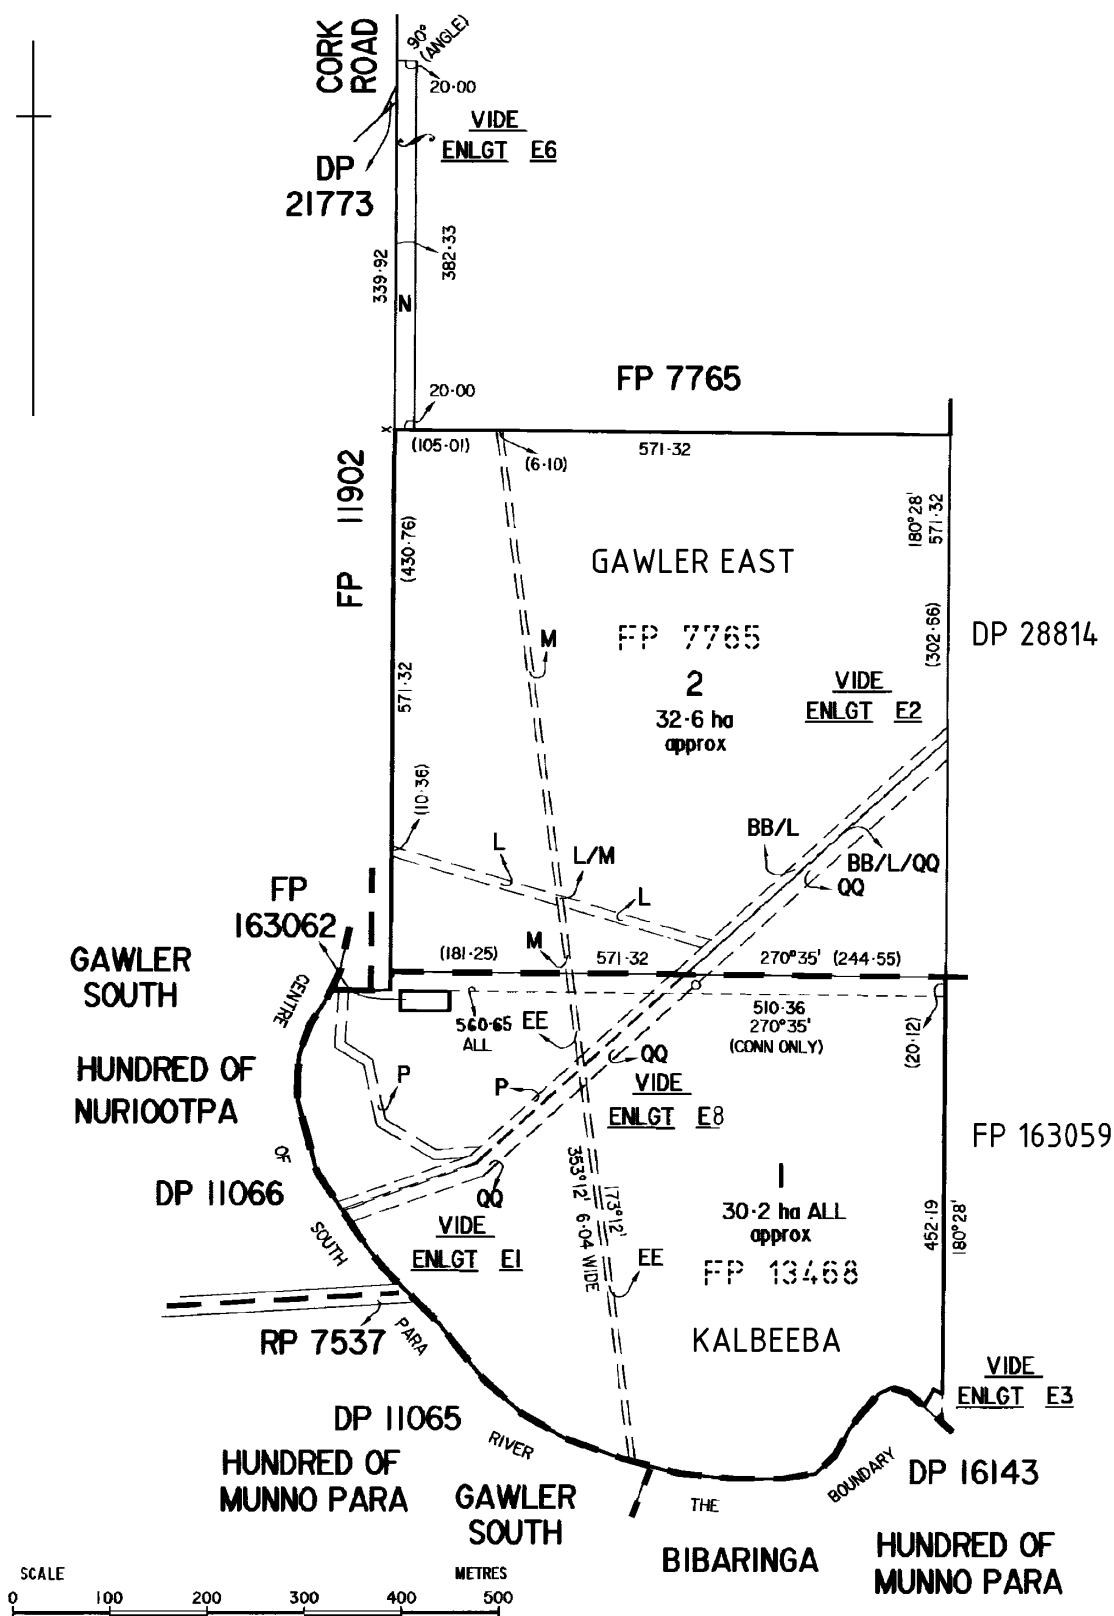 CORK
ROAD
90°
(ANGLE)
20·00
VIDE
ENLGT E6
DP
21773
339·92
382·33
N
20·00
FP 7765
(105·01)
(6·10)
571·32
FP 11902
(430·76)
571·32
180°28'
571·32
GAWLER EAST
FP 7765
2
32·6 ha
approx
M
(302·66)
DP 28814
VIDE
ENLGT E2
(10·36)
L
L/M
L
BB/L
BB/L/QQ
QQ
FP
163062
GAWLER
SOUTH
(181·25)
M
571·32
270°35' (244·55)
CENTRE
560·65
ALL
EE
510·36
270°35'
(CONN ONLY)
(20·12)
HUNDRED OF
NURIOOTPA
P
P
QQ
VIDE
ENLGT E8
FP 163059
OF
DP 11066
QQ
353°12' 6·04 WIDE
173°12'
1
30·2 ha ALL
approx
FP 13468
452·19
180°28'
SOUTH
VIDE
ENLGT E1
EE
RP 7537
PARA
KALBEEBA
VIDE
ENLGT E3
DP 11065
RIVER
HUNDRED OF
MUNNO PARA
GAWLER
SOUTH
THE
BOUNDARY
DP 16143
BIBARINGA
HUNDRED OF
MUNNO PARA
SCALE
METRES
0 100 200 300 400 500